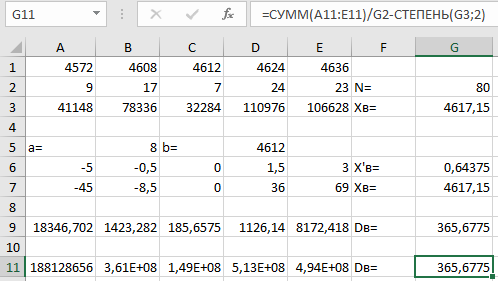 G11 fx =СУММ(A11:E11)/G2-СТЕПЕНЬ(G3;2)
A B C D E F G
1 4572 4608 4612 4624 4636
2 9 17 7 24 23 N= 80
3 41148 78336 32284 110976 106628 Xв= 4617,15
4
5 a= 8 b= 4612
6 -5 -0,5 0 1,5 3 X'в= 0,64375
7 -45 -8,5 0 36 69 Xв= 4617,15
8
9 18346,702 1423,282 185,6575 1126,14 8172,418 Dв= 365,6775
10
11 188128656 3,61E+08 1,49E+08 5,13E+08 4,94E+08 Dв= 365,6775